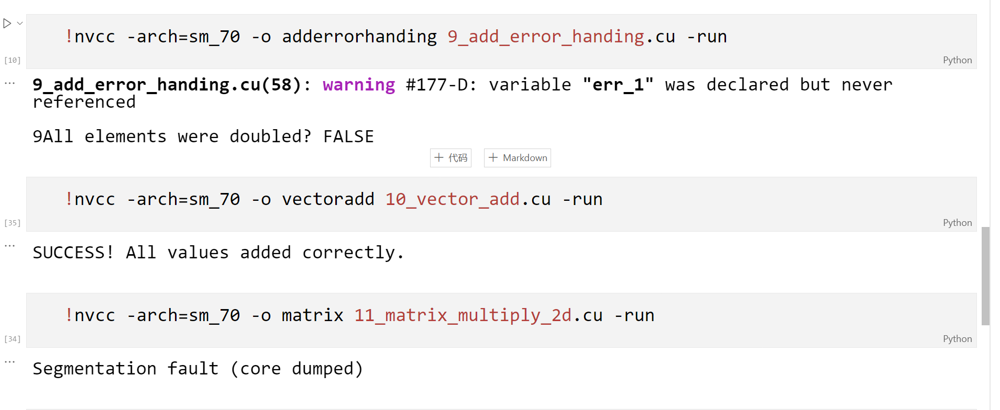 !nvcc -arch=sm_70 -o adderrorhanding 9_add_error_handing.cu -run
[10]
Python
... 
9_add_error_handing.cu(58): warning #177-D: variable "err_1" was declared but never
referenced
9All elements were doubled? FALSE
+ 代码 + Markdown
!nvcc -arch=sm_70 -o vectoradd 10_vector_add.cu -run
[35]
Python
...
SUCCESS! All values added correctly.
!nvcc -arch=sm_70 -o matrix 11_matrix_multiply_2d.cu -run
[34]
Python
...
Segmentation fault (core dumped)